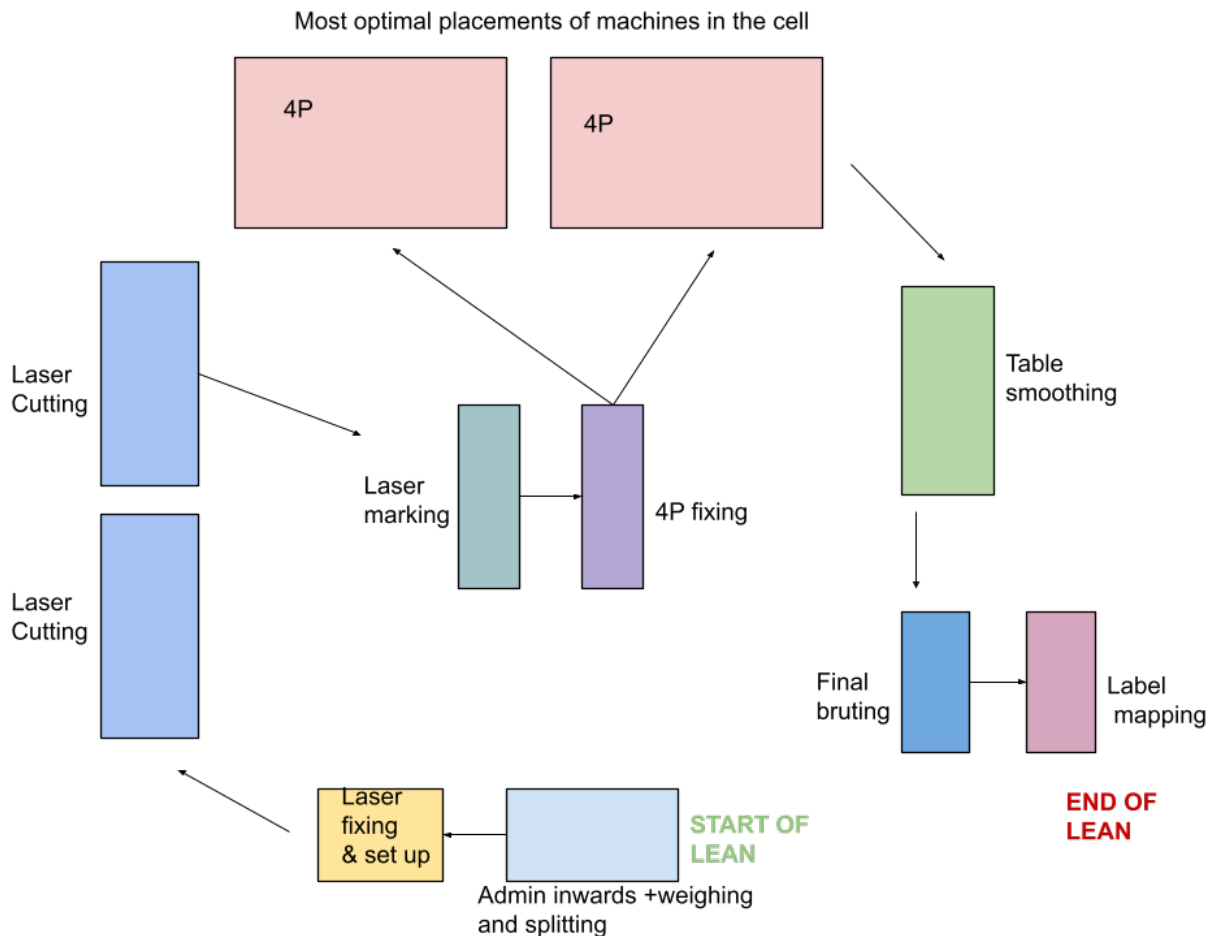 Most optimal placements of machines in the cell
4P
4P
Laser
Cutting
Table
smoothing
Laser
marking
4P fixing
Laser
Cutting
Final
bruting
Label
mapping
Laser
fixing
& set up
START OF
LEAN
END OF
LEAN
Admin inwards +weighing
and splitting